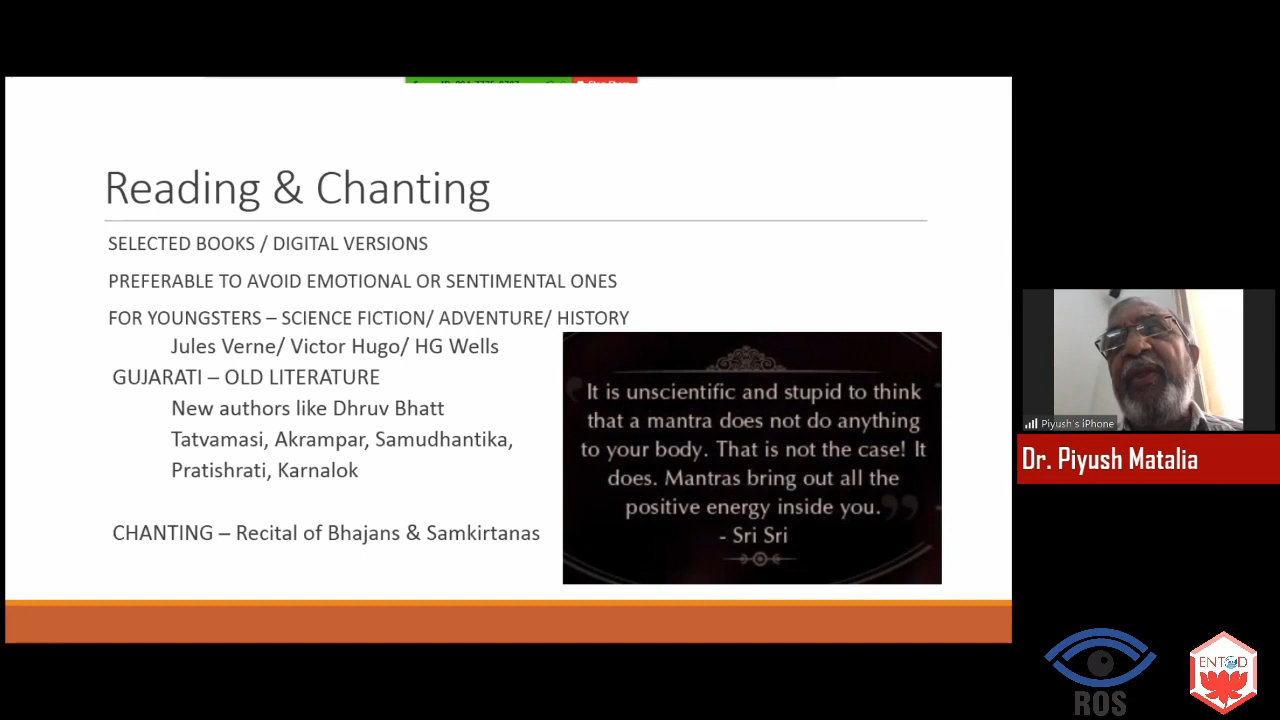 Reading & Chanting
SELECTED BOOKS / DIGITAL VERSIONS
PREFERABLE TO AVOID EMOTIONAL OR SENTIMENTAL ONES
FOR YOUNGSTERS – SCIENCE FICTION/ ADVENTURE/ HISTORY
Jules Verne/ Victor Hugo/ HG Wells
GUJARATI – OLD LITERATURE
New authors like Dhruv Bhatt
Tatvamasi, Akrampar, Samudhantika,
Pratishrati, Karnalok
CHANTING – Recital of Bhajans & Samkirtanas
“It is unscientific and stupid to think
that a mantra does not do anything
to your body. That is not the case! It
does. Mantras bring out all the
positive energy inside you.”
- Sri Sri
Piyush's iPhone
Dr. Piyush Matalia
ROS
ENTOD